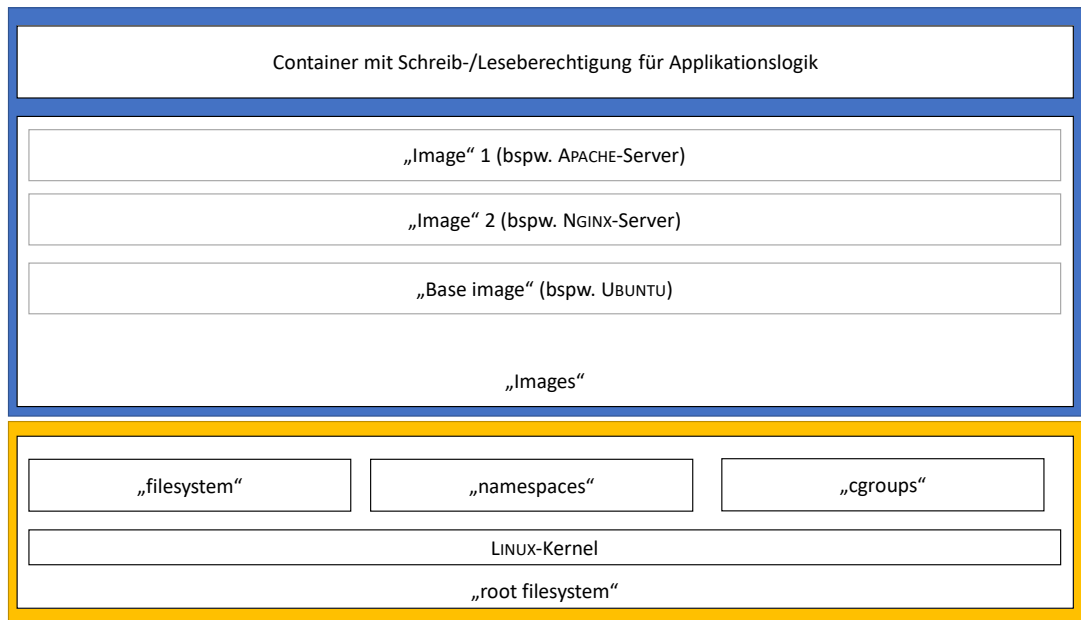 Container mit Schreib-/Leseberechtigung für Applikationslogik
„Image“ 1 (bspw. APACHE-Server)
„Image“ 2 (bspw. NGINX-Server)
„Base image“ (bspw. UBUNTU)
„Images“
„filesystem“
„namespaces“
„cgroups“
LINUX-Kernel
„root filesystem“